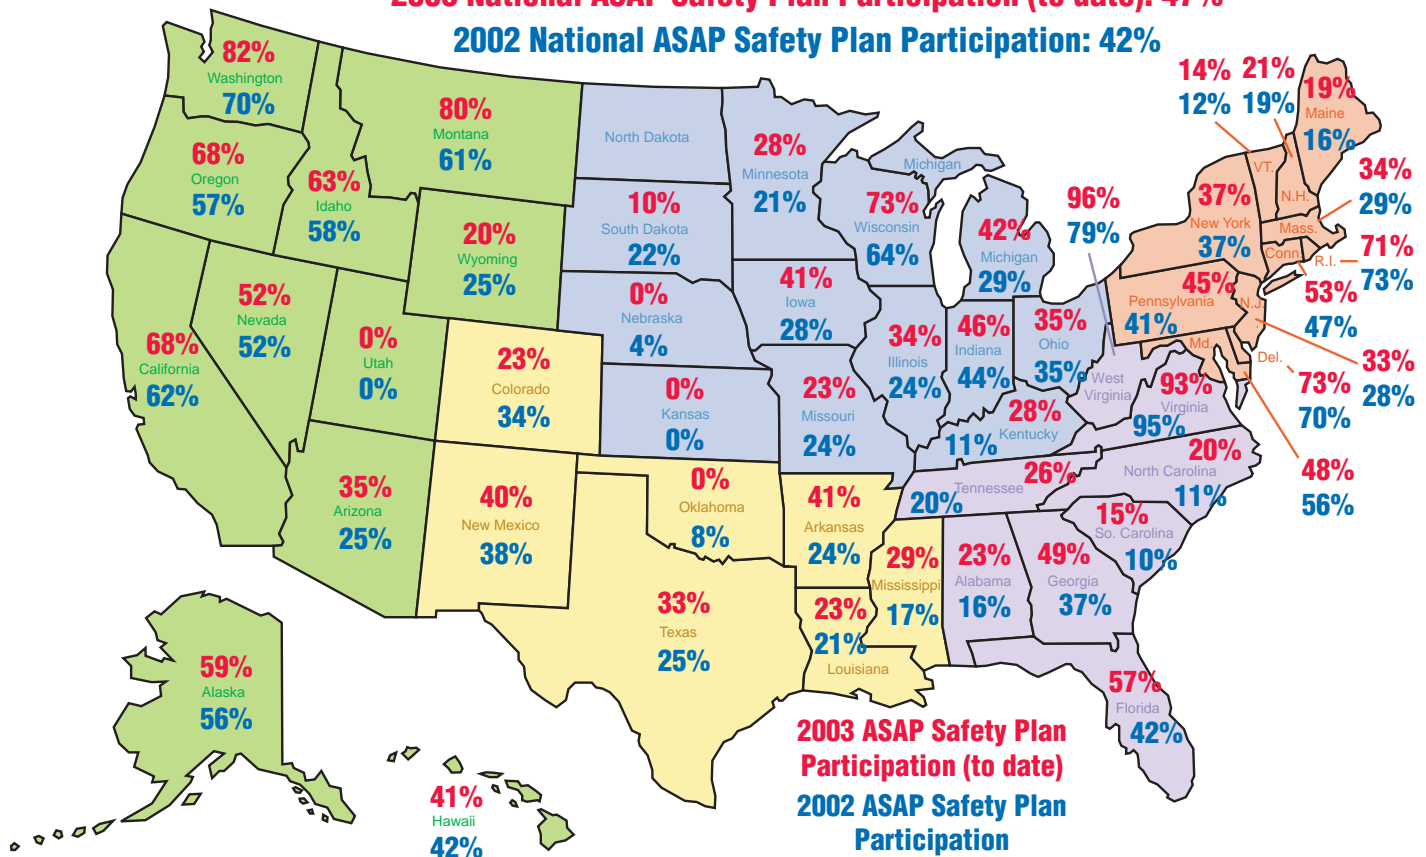 2003 National ASAP Safety Plan Participation (to date): 47%
2002 National ASAP Safety Plan Participation: 42%
82%
Washington
70%
68%
Oregon
57%
63%
Idaho
58%
80%
Montana
61%
20%
Wyoming
25%
52%
Nevada
52%
68%
California
62%
0%
Utah
0%
35%
Arizona
25%
23%
Colorado
34%
40%
New Mexico
38%
North Dakota
10%
South Dakota
22%
0%
Nebraska
4%
0%
Kansas
0%
0%
Oklahoma
8%
33%
Texas
25%
28%
Minnesota
21%
41%
Iowa
28%
23%
Missouri
24%
41%
Arkansas
24%
23%
21%
Louisiana
73%
Wisconsin
64%
Michigan
42%
Michigan
29%
34%
Illinois
24%
46%
Indiana
44%
35%
Ohio
35%
28%
Kentucky
11%
26%
Tennessee
20%
29%
Mississippi
17%
23%
Alabama
16%
49%
Georgia
37%
57%
Florida
42%
15%
So. Carolina
10%
20%
North Carolina
11%
93%
Virginia
95%
96%
79%
West
Virginia
45%
Pennsylvania
41%
37%
New York
37%
14%
12%
VT.
21%
19%
N.H.
19%
Maine
16%
34%
29%
Mass.
71%
73%
R.I.
53%
47%
Conn.
33%
28%
N.J.
73%
70%
Del.
48%
56%
Md.
59%
Alaska
56%
41%
Hawaii
42%
2003 ASAP Safety Plan
Participation (to date)
2002 ASAP Safety Plan
Participation